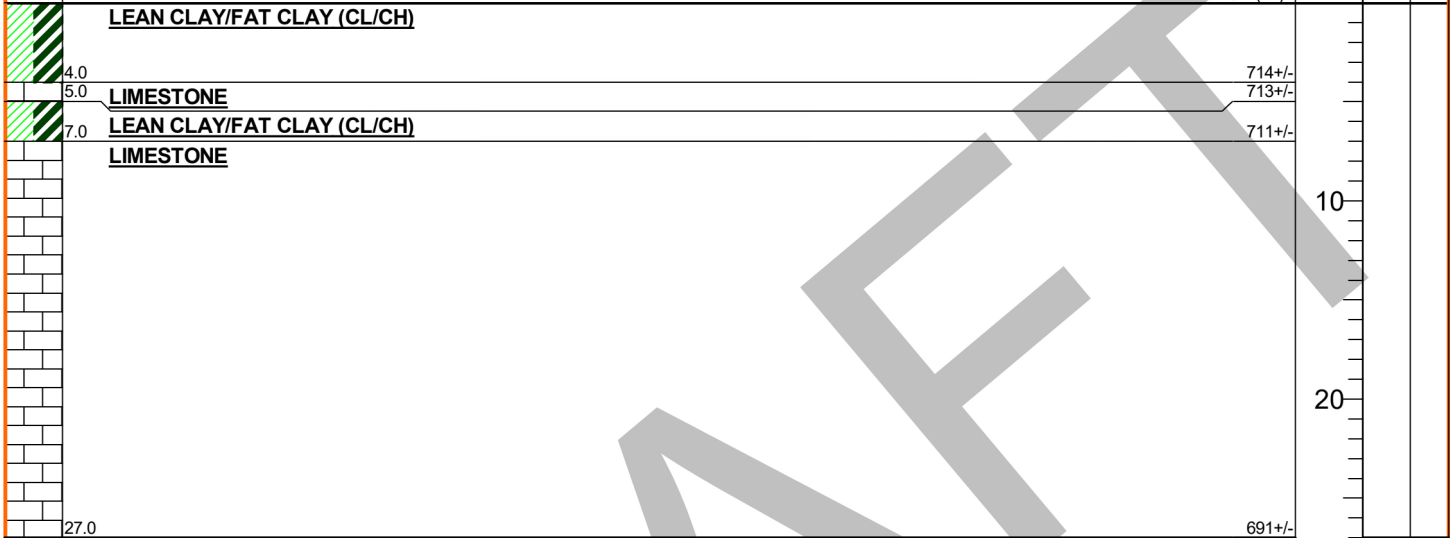 LEAN CLAY/FAT CLAY (CL/CH)
4.0 714+/-
5.0 LIMESTONE 713+/-
7.0 LEAN CLAY/FAT CLAY (CL/CH) 711+/-
LIMESTONE
10
20
27.0 691+/-
AFT